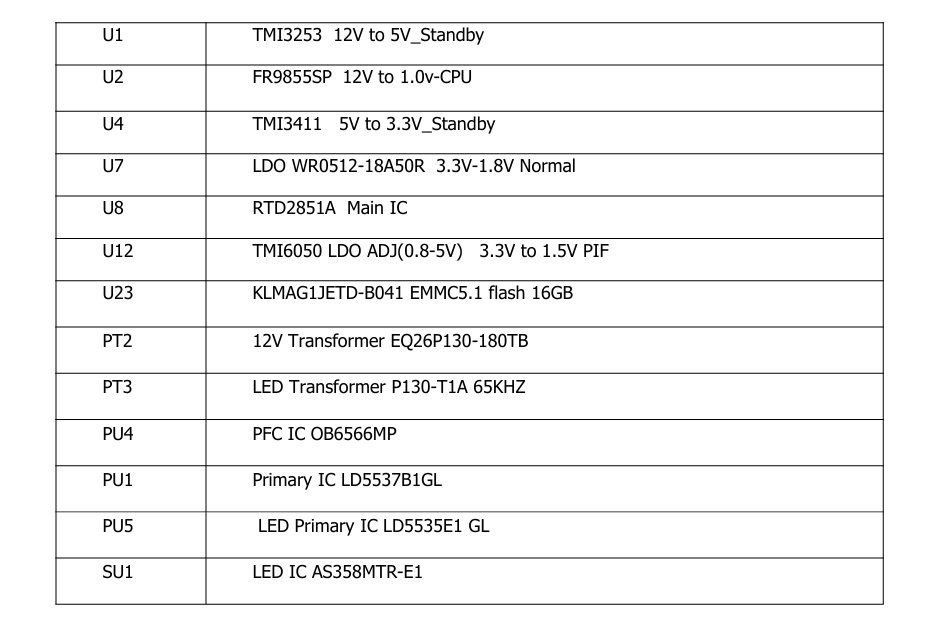 U1 TMI3253  12V to 5V_Standby
U2 FR9855SP  12V to 1.0v-CPU
U4 TMI3411   5V to 3.3V_Standby
U7 LDO WR0512-18A50R  3.3V-1.8V Normal
U8 RTD2851A  Main IC
U12 TMI6050 LDO ADJ(0.8-5V)   3.3V to 1.5V PIF
U23 KLMAG1JETD-B041 EMMC5.1 flash 16GB
PT2 12V Transformer EQ26P130-180TB
PT3 LED Transformer P130-T1A 65KHZ
PU4 PFC IC OB6566MP
PU1 Primary IC LD5537B1GL
PU5 LED Primary IC LD5535E1 GL
SU1 LED IC AS358MTR-E1